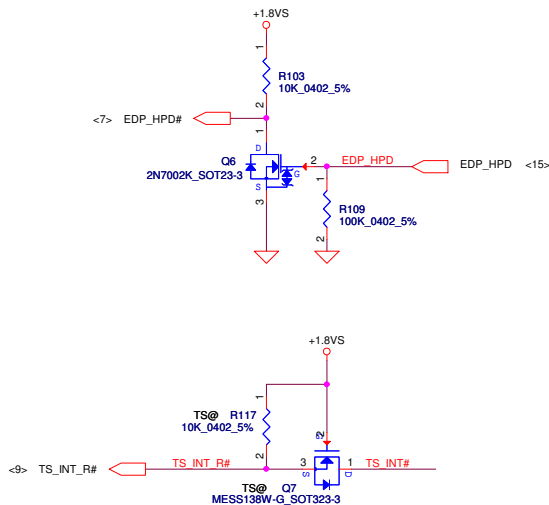 +1.8VS
1
R103
10K_0402_5%
2
<7> EDP_HPD#
1
D
Q6
2N7002K_SOT23-3
G
2 EDP_HPD
EDP_HPD <15>
S
3
1
R109
100K_0402_5%
2
+1.8VS
1
TS@ R117
10K_0402_5%
2
G
2
<9> TS_INT_R#
TS_INT_R#
3
S
D
1
TS_INT#
TS@ Q7
MESS138W-G_SOT323-3